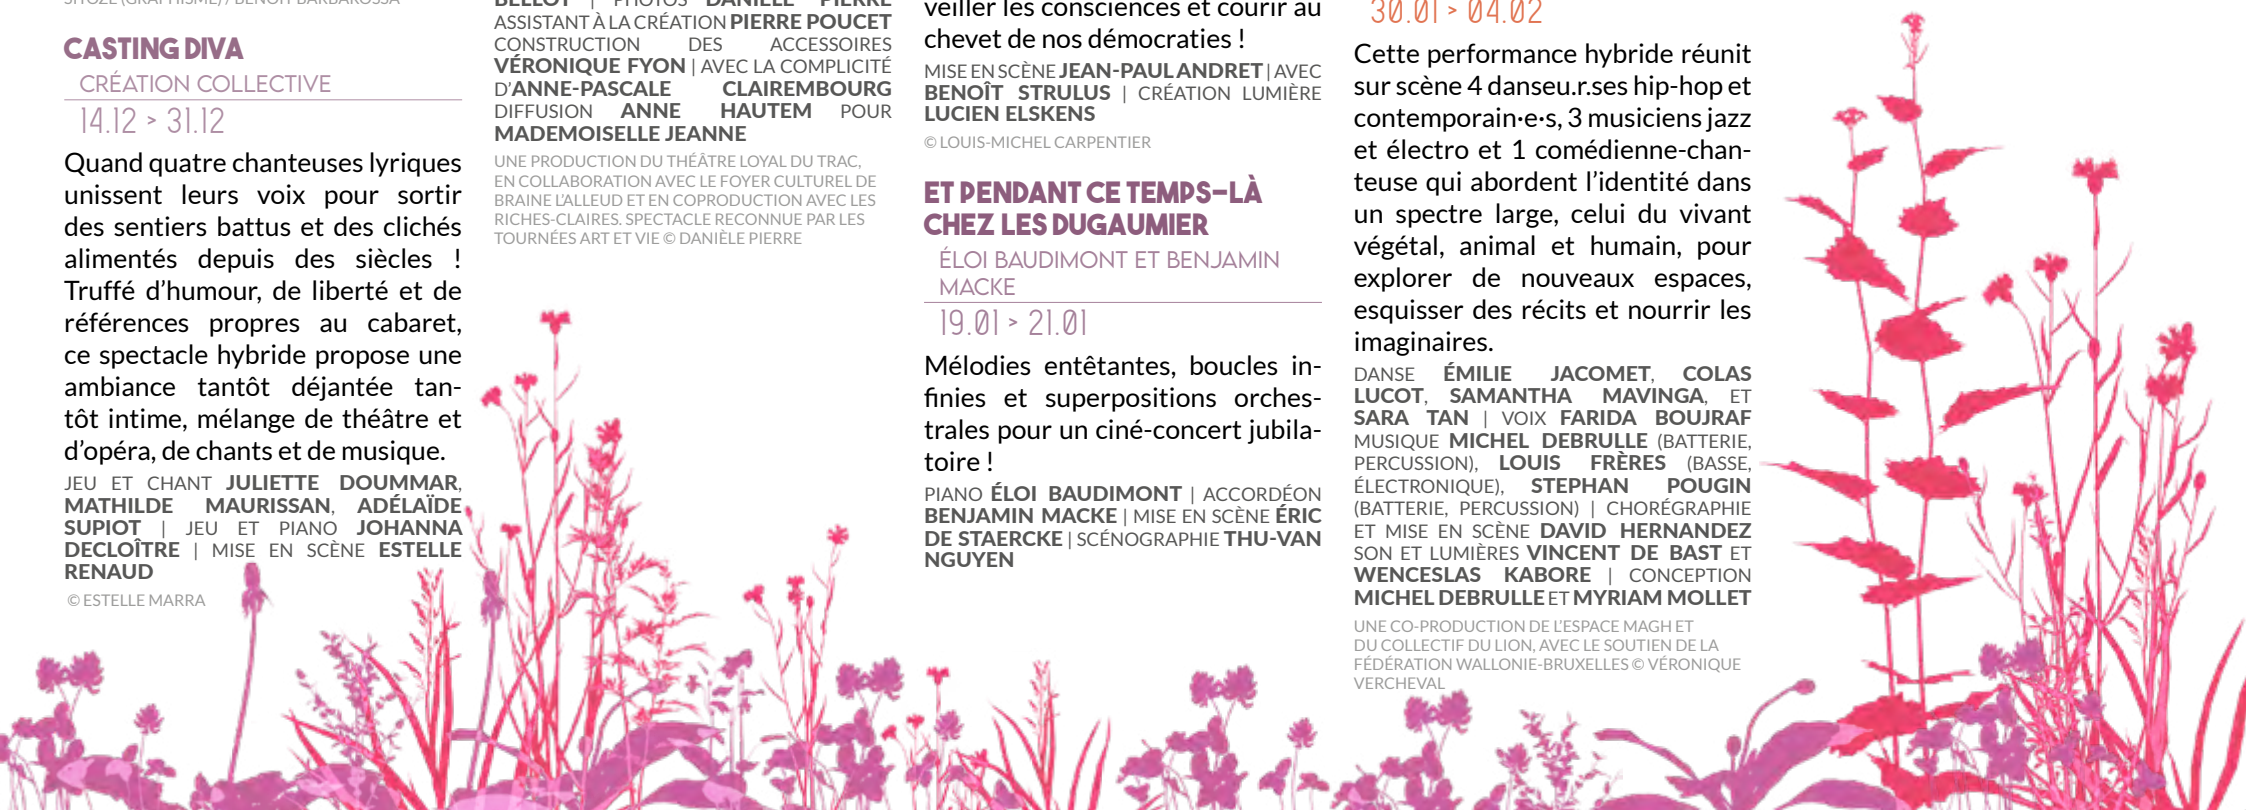 CASTING DIVA
CRÉATION COLLECTIVE
14.12 > 31.12
Quand quatre chanteuses lyriques
unissent leurs voix pour sortir
des sentiers battus et des clichés
alimentés depuis des siècles !
Truffé d’humour, de liberté et de
références propres au cabaret,
ce spectacle hybride propose une
ambiance tantôt déjantée tan-
tôt intime, mélange de théâtre et
d’opéra, de chants et de musique.
JEU ET CHANT JULIETTE DOUMMAR,
MATHILDE MAURISSAN, ADÉLAÏDE
SUPIOT | JEU ET PIANO JOHANNA
DECLOÎTRE | MISE EN SCÈNE ESTELLE
RENAUD
© ESTELLE MARRA
BELLOT | PHOTOS DANIÈLE PIERRE
ASSISTANT À LA CRÉATION PIERRE POUCET
CONSTRUCTION DES ACCESSOIRES
VÉRONIQUE FYON | AVEC LA COMPLICITÉ
D’ANNE-PASCALE CLAIREMBOURG
DIFFUSION ANNE HAUTEM POUR
MADEMOISELLE JEANNE
UNE PRODUCTION DU THÉÂTRE LOYAL DU TRAC,
EN COLLABORATION AVEC LE FOYER CULTUREL DE
BRAINE L’ALLEUD ET EN COPRODUCTION AVEC LES
RICHES-CLAIRES. SPECTACLE RECONNUE PAR LES
TOURNÉES ART ET VIE © DANIÈLE PIERRE
veiller les consciences et courir au
chevet de nos démocraties !
MISE EN SCÈNE JEAN-PAUL ANDRET | AVEC
BENOÎT STRULUS | CRÉATION LUMIÈRE
LUCIEN ELSKENS
© LOUIS-MICHEL CARPENTIER
ET PENDANT CE TEMPS-LÀ
CHEZ LES DUGAUMIER
ÉLOI BAUDIMONT ET BENJAMIN
MACKE
19.01 > 21.01
Mélodies entêtantes, boucles in-
finies et superpositions orches-
trales pour un ciné-concert jubila-
toire !
PIANO ÉLOI BAUDIMONT | ACCORDÉON
BENJAMIN MACKE | MISE EN SCÈNE ÉRIC
DE STAERCKE | SCÉNOGRAPHIE THU-VAN
NGUYEN
30.01 > 04.02
Cette performance hybride réunit
sur scène 4 danseu.r.ses hip-hop et
contemporain·e·s, 3 musiciens jazz
et électro et 1 comédienne-chan-
teuse qui abordent l’identité dans
un spectre large, celui du vivant
végétal, animal et humain, pour
explorer de nouveaux espaces,
esquisser des récits et nourrir les
imaginaires.
DANSE ÉMILIE JACOMET, COLAS
LUCOT, SAMANTHA MAVINGA, ET
SARA TAN | VOIX FARIDA BOUJRAF
MUSIQUE MICHEL DEBRULLE (BATTERIE,
PERCUSSION), LOUIS FRÈRES (BASSE,
ÉLECTRONIQUE), STEPHAN POUGIN
(BATTERIE, PERCUSSION) | CHORÉGRAPHIE
ET MISE EN SCÈNE DAVID HERNANDEZ
SON ET LUMIÈRES VINCENT DE BAST ET
WENCESLAS KABORE | CONCEPTION
MICHEL DEBRULLE ET MYRIAM MOLLET
UNE CO-PRODUCTION DE L’ESPACE MAGH ET
DU COLLECTIF DU LION, AVEC LE SOUTIEN DE LA
FÉDÉRATION WALLONIE-BRUXELLES © VÉRONIQUE
VERCHEVAL